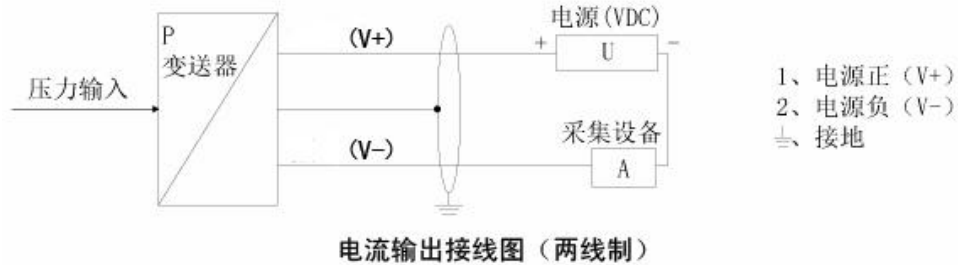 电源(VDC)
P
(V+)
+
U
-
变送器
压力输入
1、电源正（V+）
2、电源负（V-）
⏚、接地
采集设备
(V-)
A
电流输出接线图（两线制）